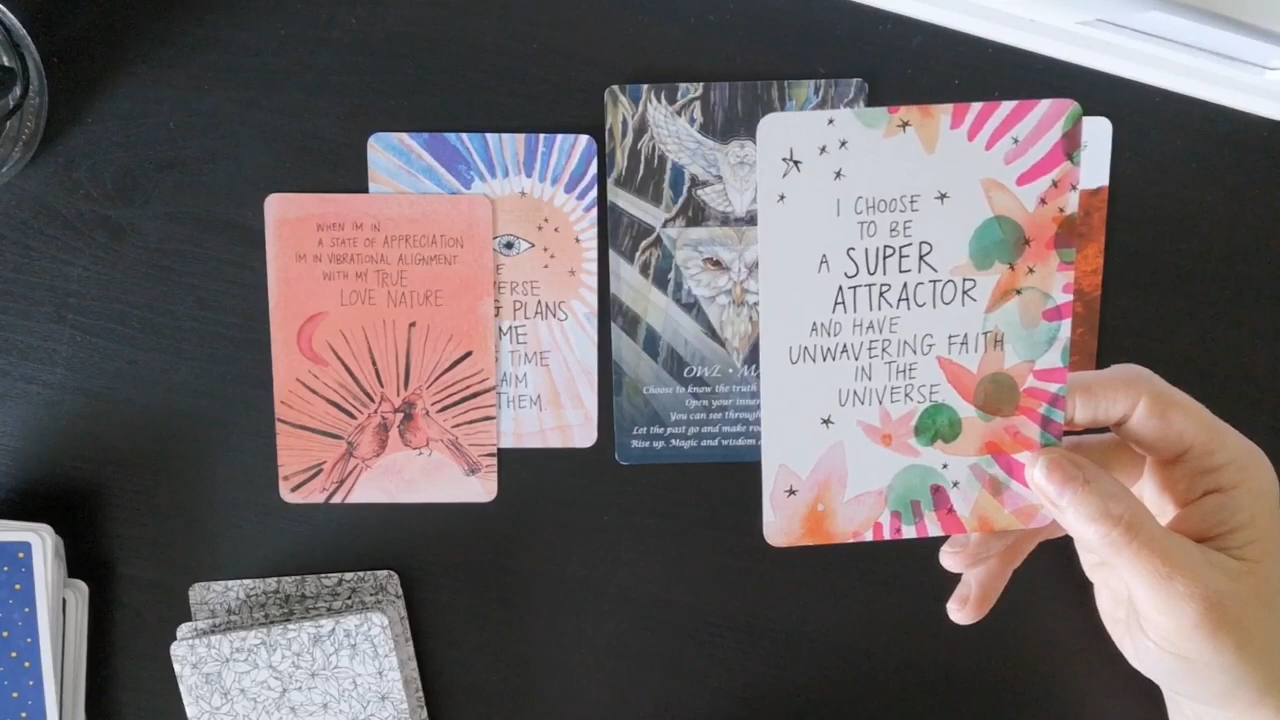 WHEN I'M IN
A STATE OF APPRECIATION
I'M IN VIBRATIONAL ALIGNMENT
WITH MY TRUE
LOVE NATURE
PLANS
ME
TIME
THEM.
OWL •
Choose to know the truth
Open your inner
You can see through
Let the past go and make
Rise up. Magic and wisdom
I CHOOSE
TO BE
A SUPER
ATTRACTOR
AND HAVE
UNWAVERING FAITH
IN THE
UNIVERSE.